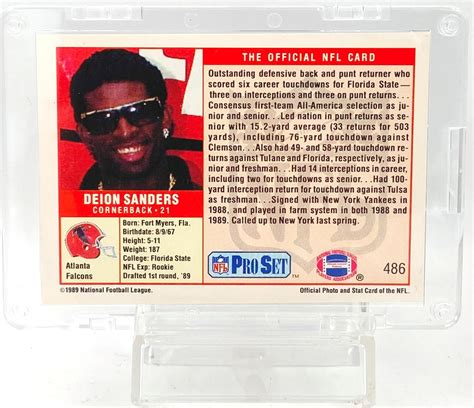 THE OFFICIAL NFL CARD
Outstanding defensive back and punt returner who
scored six career touchdowns for Florida State—
three on interceptions and three on punt returns. . .
Consensus first-team All-America selection as junior
and senior. . .Led nation in punt returns as se-
nior with 15.2-yard average (33 returns for 503
yards), including 76-yard touchdown against
Clemson. . .Also had 49- and 58-yard touchdown
returns against Tulane and Florida, respectively, as
junior and freshman. . .Had 14 interceptions in career,
including two for touchdowns as senior. . .Had 100-
yard interception return for touchdown against Tulsa
as freshman. . .Signed with New York Yankees in
1988, and played in farm system in both 1988 and
1989. Called up to New York last spring.
DEION SANDERS
CORNERBACK • 21
Atlanta
Falcons
Born: Fort Myers, Fla.
Birthdate: 8/9/67
Height: 5-11
Weight: 187
College: Florida State
NFL Exp: Rookie
Drafted 1st round, '89
NFL PRO SET ™
®
486
©1989 National Football League.
Official Photo and Stat Card of the NFL.